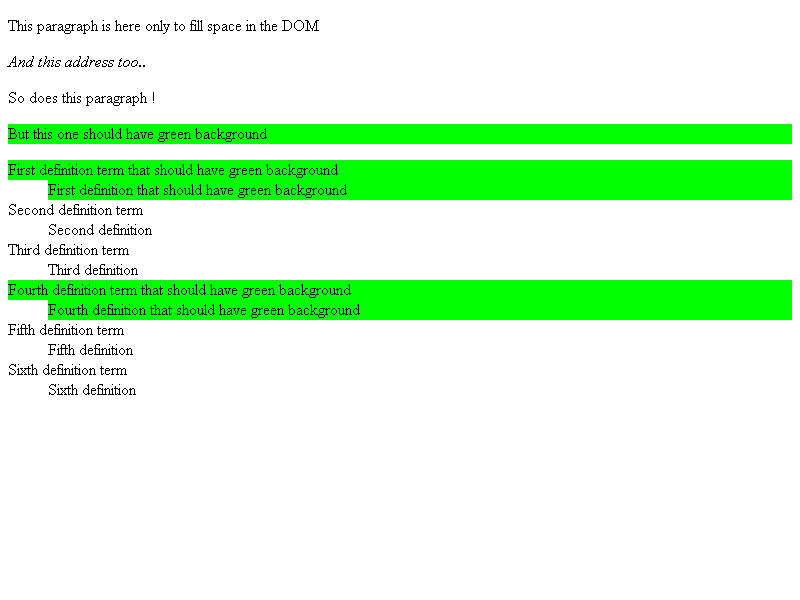 This paragraph is here only to fill space in the DOM
And this address too..
So does this paragraph !
But this one should have green background
First definition term that should have green background
First definition that should have green background
Second definition term
Second definition
Third definition term
Third definition
Fourth definition term that should have green background
Fourth definition that should have green background
Fifth definition term
Fifth definition
Sixth definition term
Sixth definition